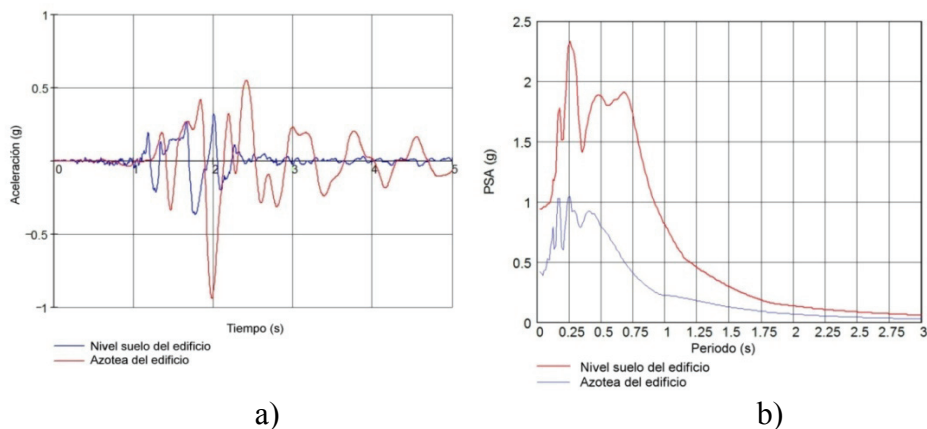 1
0.5
0
-0.5
-1
0 1 2 3 4 5
Aceleración (g)
Tiempo (s)
Nivel suelo del edificio
Azotea del edificio
a)
2.5
2
1.5
1
0.5
0
0 0.25 0.5 0.75 1 1.25 1.5 1.75 2 2.25 2.5 2.75 3
PSA (g)
Periodo (s)
Nivel suelo del edificio
Azotea del edificio
b)